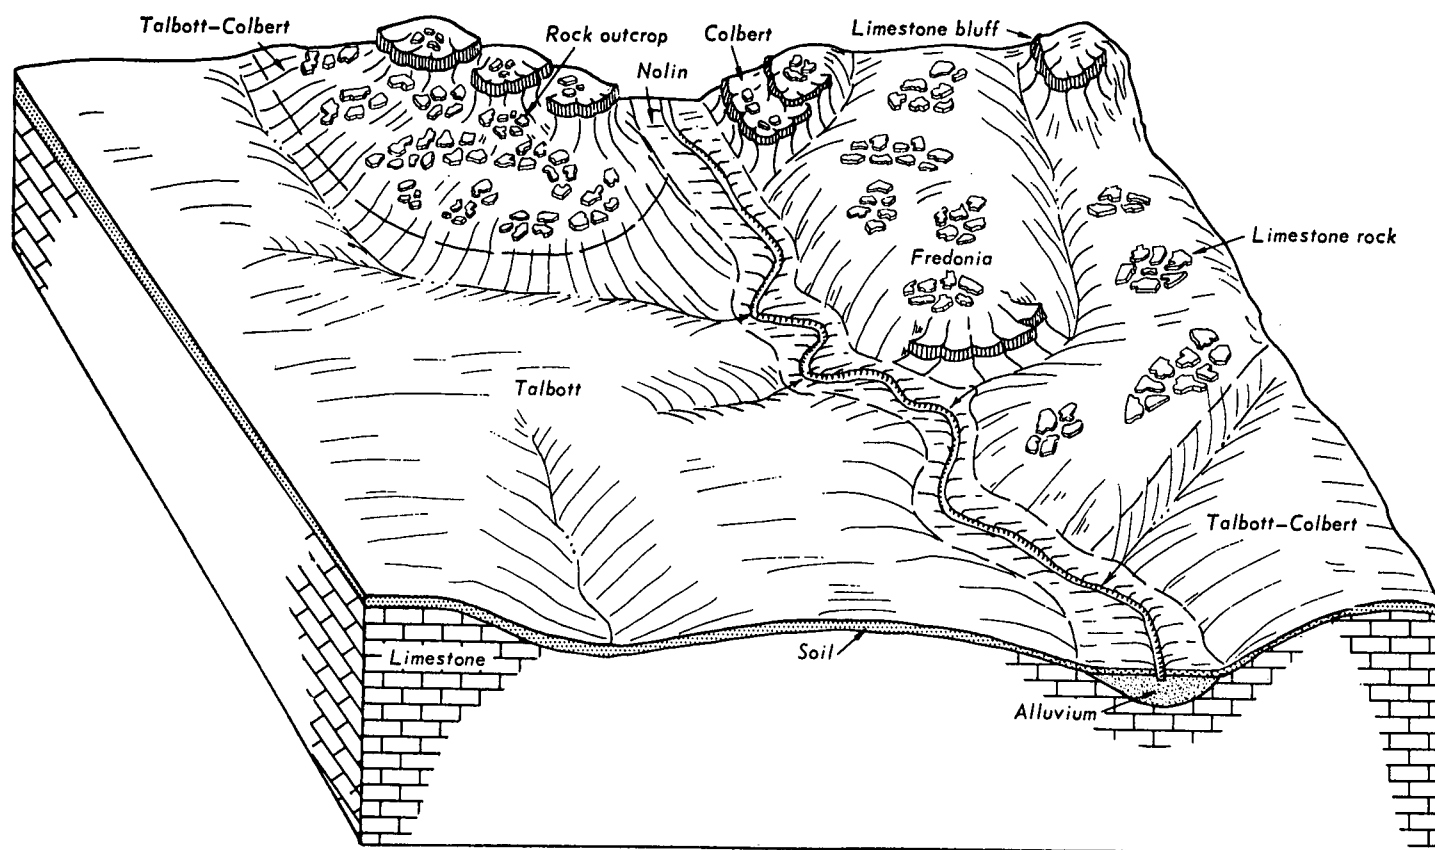 Talbott-Colbert
Rock outcrop
Colbert
Limestone bluff
Nolin
Limestone rock
Fredonia
Talbott
Talbott-Colbert
Limestone
Soil
Alluvium